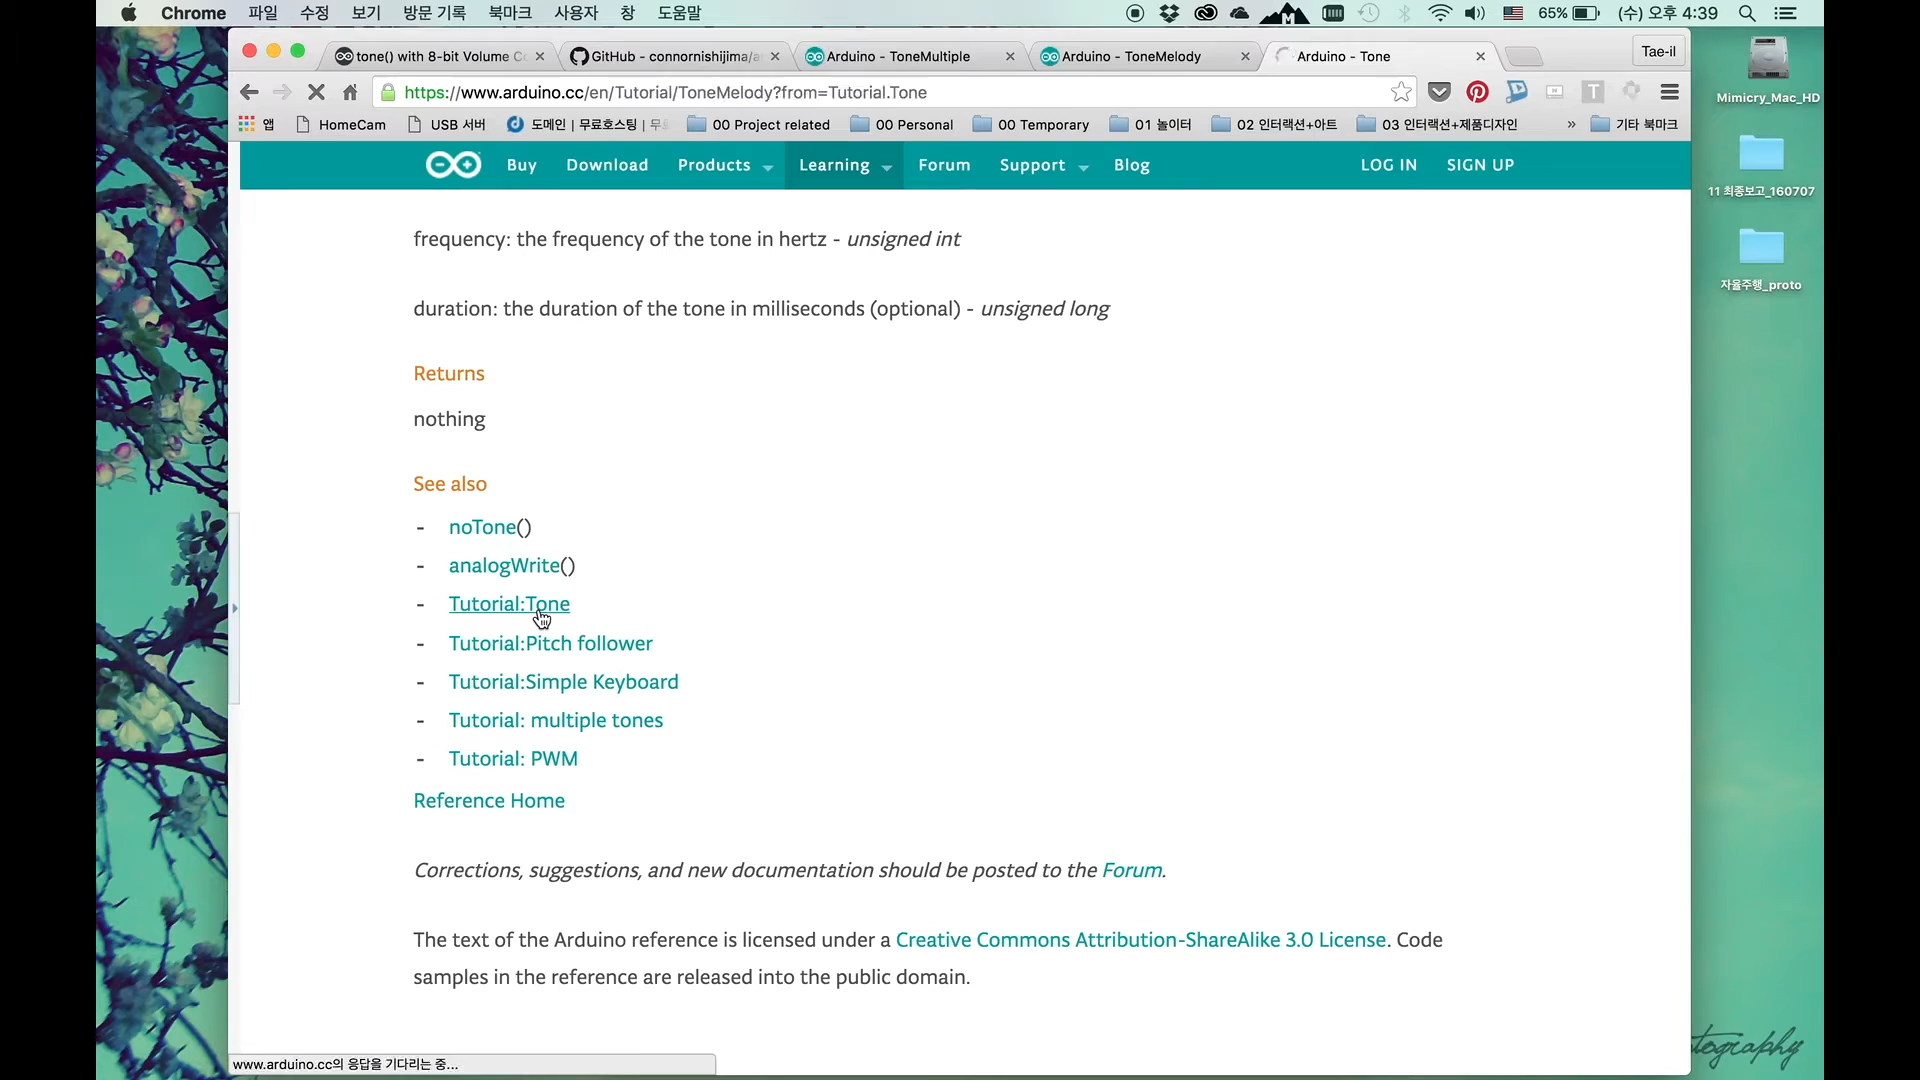 Chrome 파일 수정 보기 방문 기록 북마크 사용자 창 도움말 65% (수) 오후 4:39
tone() with 8-bit Volume Co GitHub - connornishijima/a Arduino - ToneMultiple Arduino - ToneMelody Arduino - Tone Tae-il
https://www.arduino.cc/en/Tutorial/ToneMelody?from=Tutorial.Tone
앱 HomeCam USB 서버 도메인 | 무료호스팅 | 무료 00 Project related 00 Personal 00 Temporary 01 놀이터 02 인터랙션+아트 03 인터랙션+제품디자인 » 기타 북마크
Mimicry_Mac_HD
11 최종보고_160707
자율주행_proto
Buy Download Products Learning Forum Support Blog LOG IN SIGN UP
frequency: the frequency of the tone in hertz - unsigned int
duration: the duration of the tone in milliseconds (optional) - unsigned long
Returns
nothing
See also
- noTone()
- analogWrite()
- Tutorial:Tone
- Tutorial:Pitch follower
- Tutorial:Simple Keyboard
- Tutorial: multiple tones
- Tutorial: PWM
Reference Home
Corrections, suggestions, and new documentation should be posted to the Forum.
The text of the Arduino reference is licensed under a Creative Commons Attribution-ShareAlike 3.0 License. Code
samples in the reference are released into the public domain.
www.arduino.cc의 응답을 기다리는 중...
tography